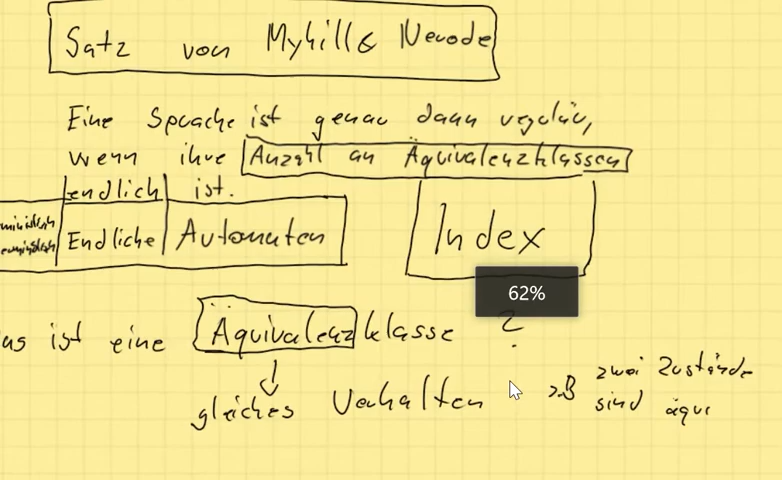 Satz von Myhill & Nerode
Eine Sprache ist genau dann regulär,
wenn ihre Anzahl an Äquivalenzklassen
endlich ist.
Endliche Automaten
Index
62%
as ist eine Äquivalenzklasse ?
gleiches Verhalten z.B zwei Zustände
sind äqui